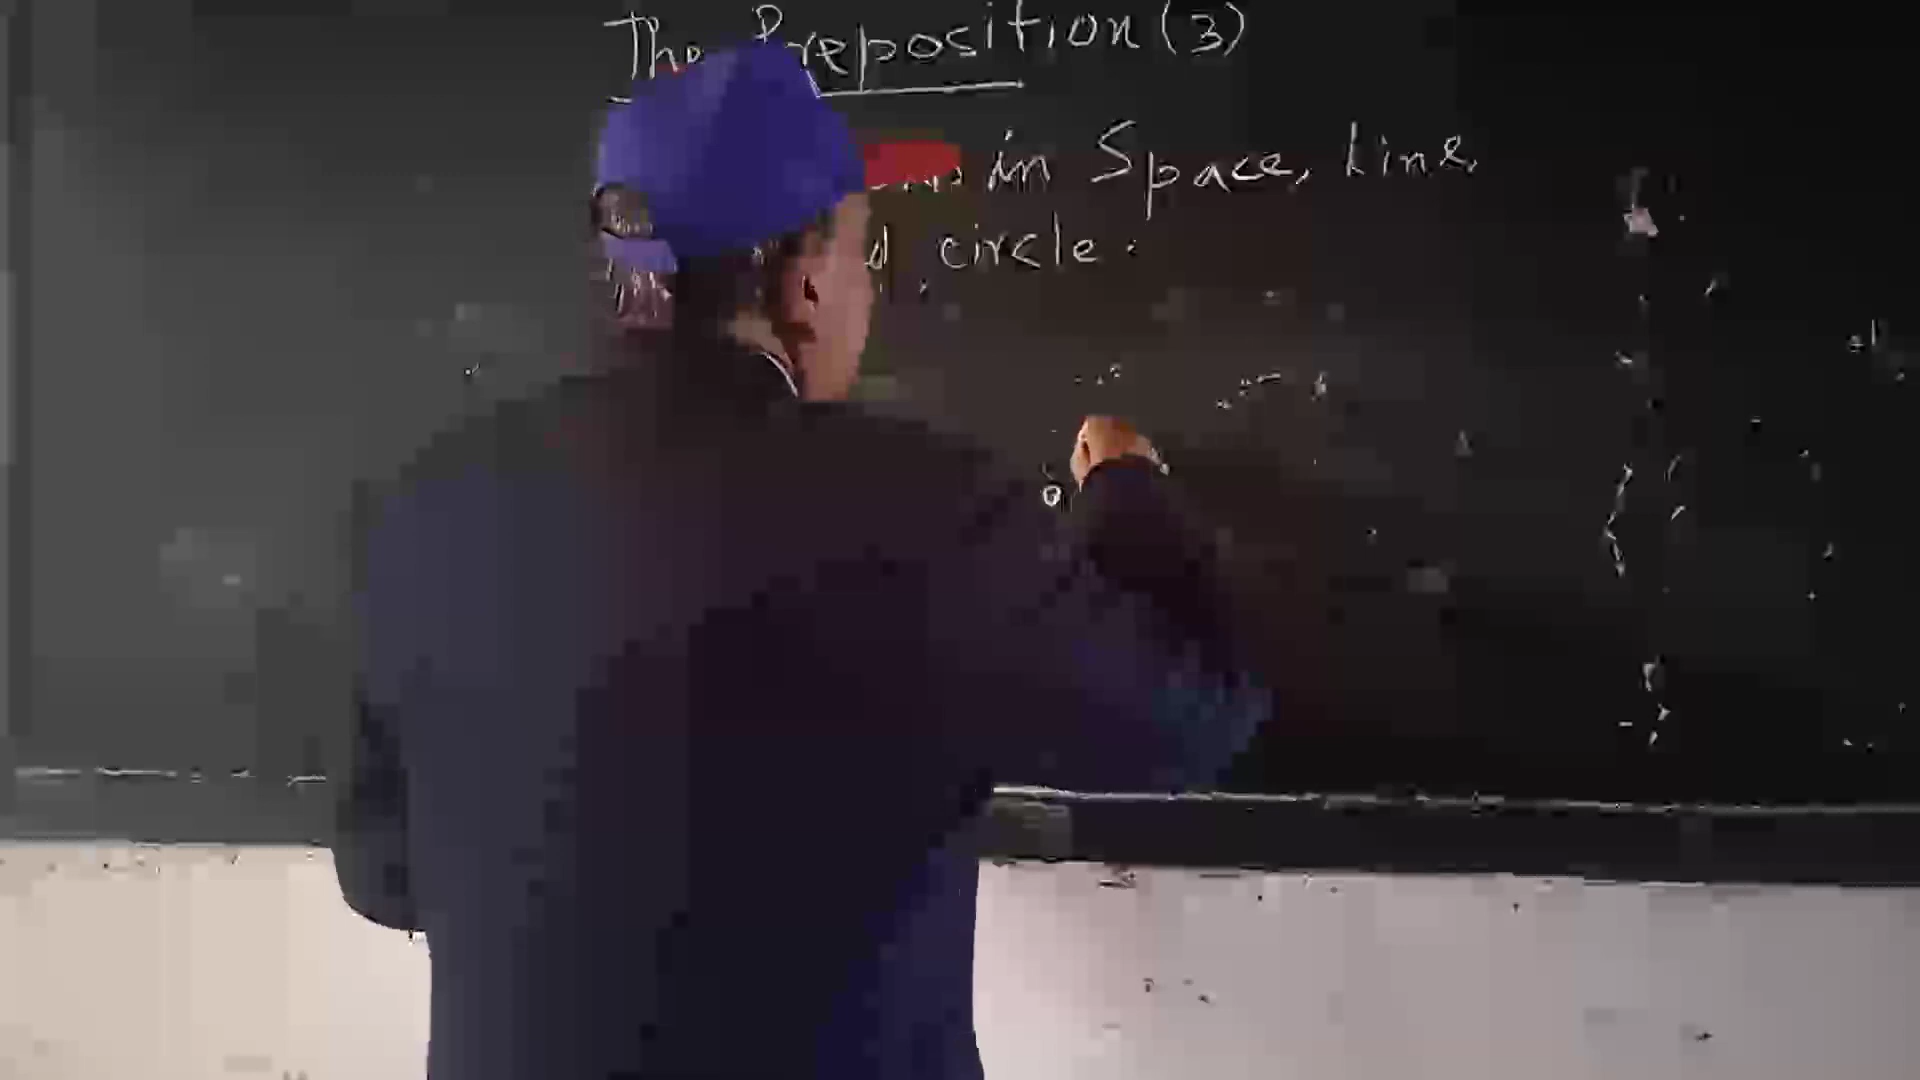 The Preposition (3)
in Space, Line,
circle.